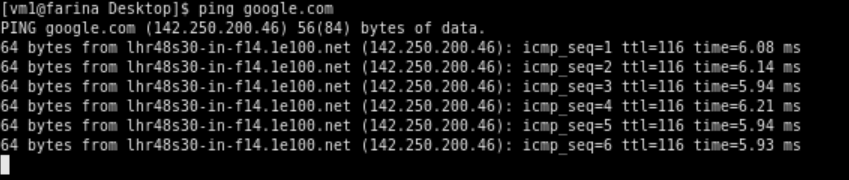 [vm1@farina Desktop]$ ping google.com
PING google.com (142.250.200.46) 56(84) bytes of data.
64 bytes from lhr48s30-in-f14.1e100.net (142.250.200.46): icmp_seq=1 ttl=116 time=6.08 ms
64 bytes from lhr48s30-in-f14.1e100.net (142.250.200.46): icmp_seq=2 ttl=116 time=6.14 ms
64 bytes from lhr48s30-in-f14.1e100.net (142.250.200.46): icmp_seq=3 ttl=116 time=5.94 ms
64 bytes from lhr48s30-in-f14.1e100.net (142.250.200.46): icmp_seq=4 ttl=116 time=6.21 ms
64 bytes from lhr48s30-in-f14.1e100.net (142.250.200.46): icmp_seq=5 ttl=116 time=5.94 ms
64 bytes from lhr48s30-in-f14.1e100.net (142.250.200.46): icmp_seq=6 ttl=116 time=5.93 ms